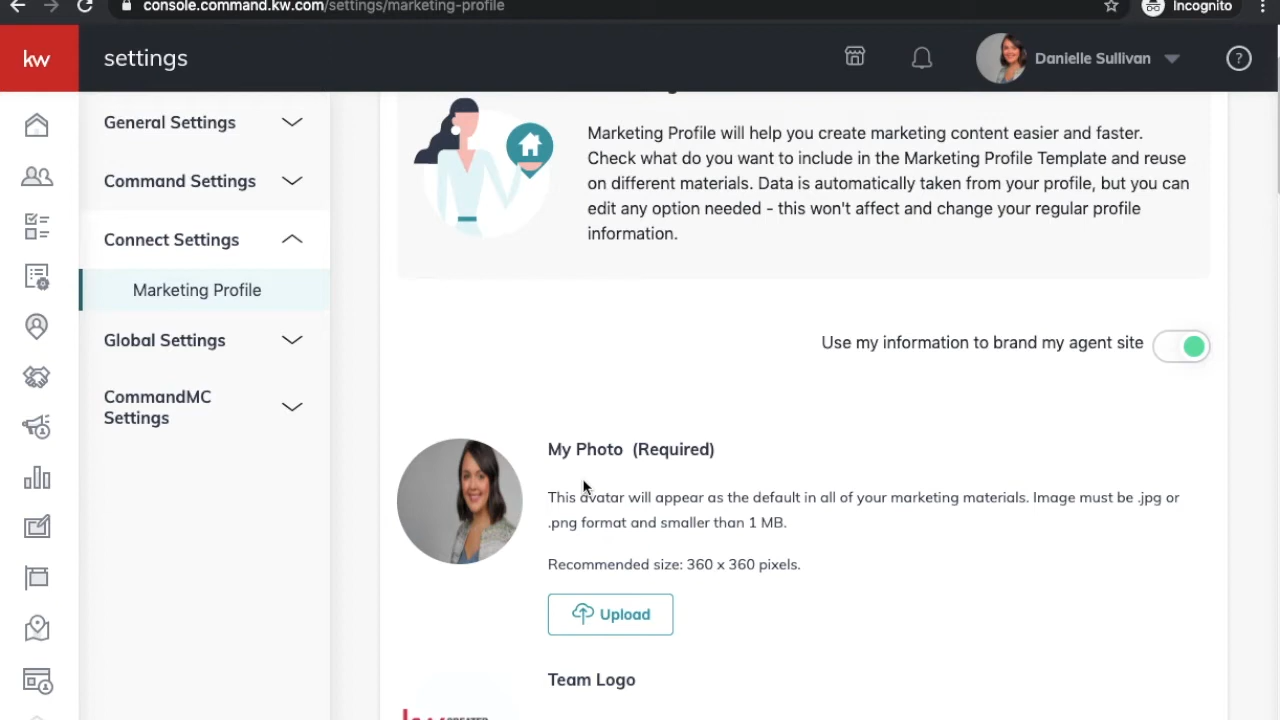 console.command.kw.com/settings/marketing-profile
Incognito
kw
settings
Danielle Sullivan
?
General Settings
Command Settings
Connect Settings
Marketing Profile
Global Settings
CommandMC
Settings
Marketing Profile will help you create marketing content easier and faster.
Check what do you want to include in the Marketing Profile Template and reuse
on different materials. Data is automatically taken from your profile, but you can
edit any option needed - this won't affect and change your regular profile
information.
Use my information to brand my agent site
My Photo (Required)
This avatar will appear as the default in all of your marketing materials. Image must be .jpg or
.png format and smaller than 1 MB.
Recommended size: 360 x 360 pixels.
Upload
Team Logo